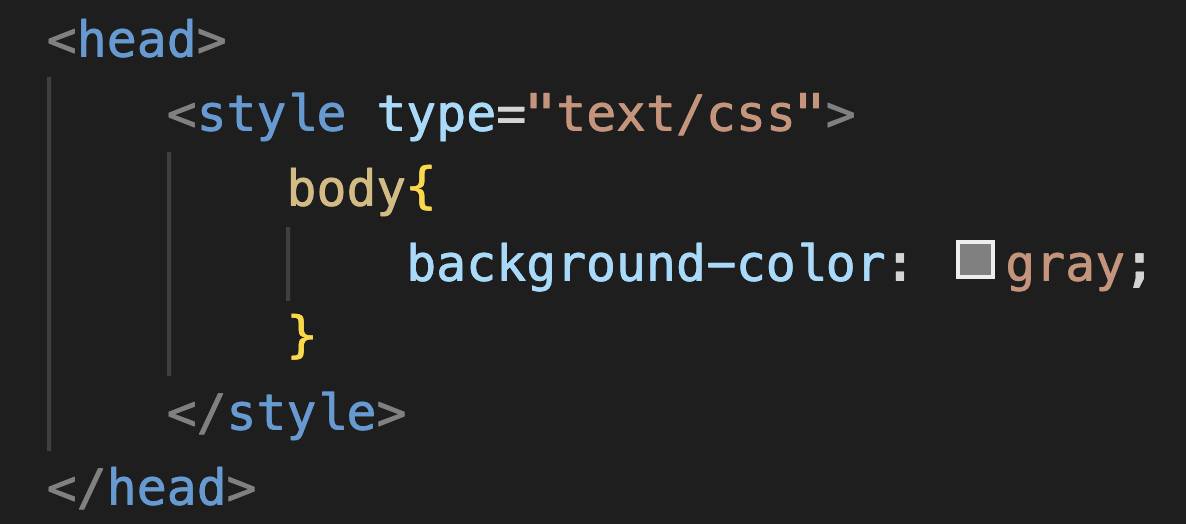 <head>
<style type="text/css">
body{
background-color: gray;
}
</style>
</head>